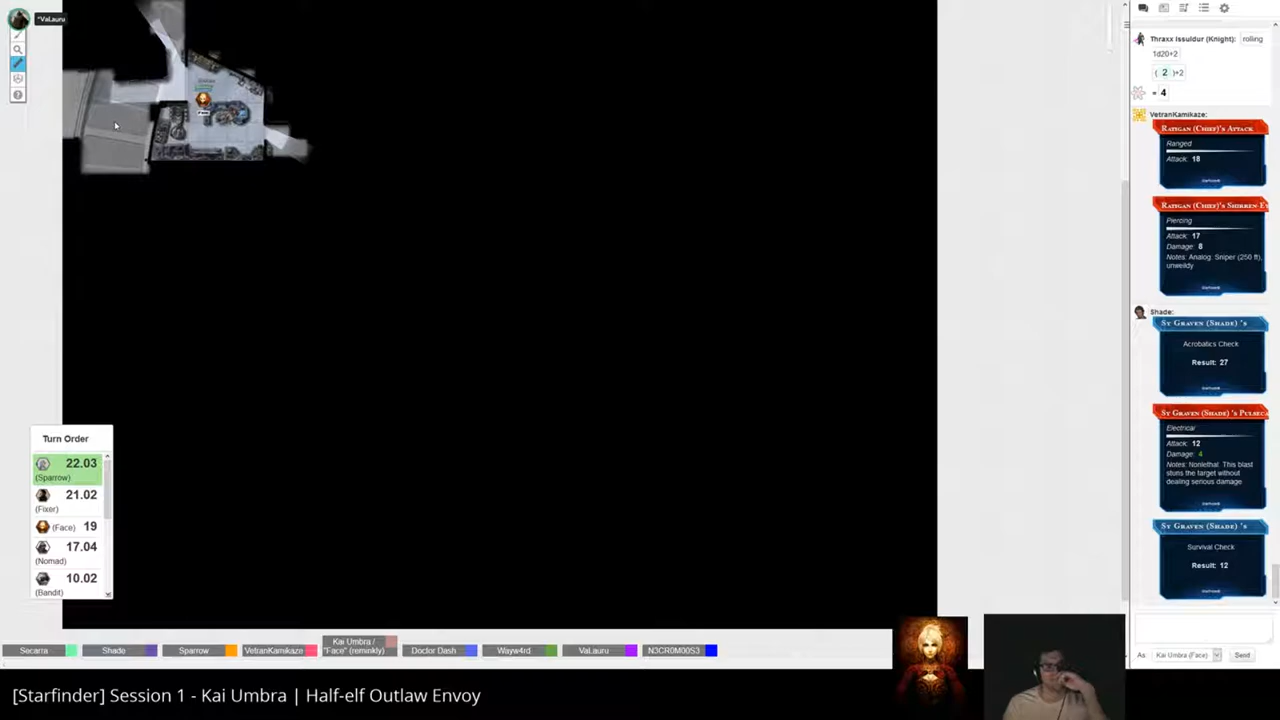 *VaLauru
Face
Turn Order
22.03
(Sparrow)
21.02
(Fixer)
(Face) 19
17.04
(Nomad)
10.02
(Bandit)
Secarra
Shade
Sparrow
VetranKamikaze
Kai Umbra /
"Face" (reminkly)
Doctor Dash
Wayw4rd
VaLauru
N3CR0M00S3
Thraxx Issuldur (Knight): rolling
1d20+2
( 2 )+2
= 4
VetranKamikaze:
Ratigan (Chief)'s Attack
Ranged
Attack: 18
Ratigan (Chief)'s Shirren-E
Piercing
Attack: 17
Damage: 8
Notes: Analog. Sniper (250 ft),
unwieldy
Shade:
Sy Graven (Shade) 's
Acrobatics Check
Result: 27
Sy Graven (Shade) 's Pulseca
Electrical
Attack: 12
Damage: 4
Notes: Nonlethal. This blast
stuns the target without
dealing serious damage
Sy Graven (Shade) 's
Survival Check
Result: 12
As: Kai Umbra (Face) Send
[Starfinder] Session 1 - Kai Umbra | Half-elf Outlaw Envoy